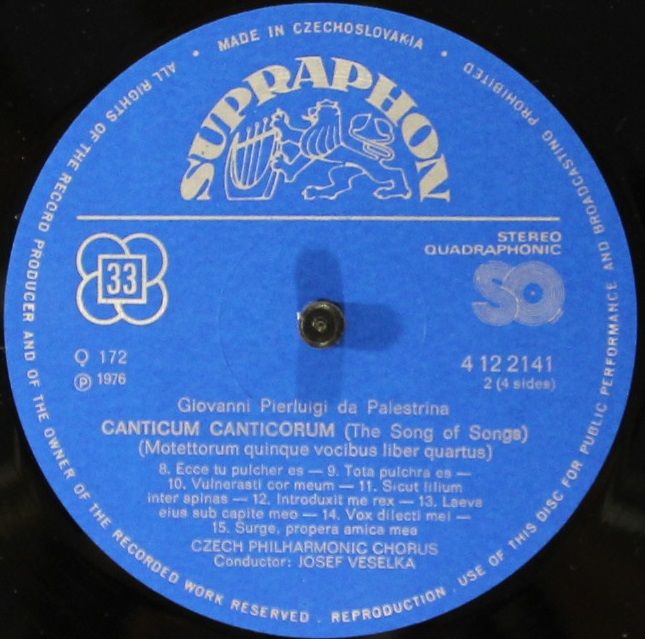 ALL RIGHTS OF THE RECORD PRODUCER AND OF THE OWNER OF THE RECORDED WORK RESERVED . REPRODUCTION . USE OF THIS DISC FOR PUBLIC PERFORMANCE AND BROADCASTING PROHIBITED
• MADE IN CZECHOSLOVAKIA •
SUPRAPHON
33
STEREO
QUADRAPHONIC
SQ
Q 172
Ⓟ 1976
4 12 2141
2 (4 sides)
Giovanni Pierluigi da Palestrina
CANTICUM CANTICORUM (The Song of Songs)
(Motettorum quinque vocibus liber quartus)
8. Ecce tu pulcher es — 9. Tota pulchra es —
10. Vulnerasti cor meum — 11. Sicut lilium
inter spinas — 12. Introduxit me rex — 13. Laeva
eius sub capite meo — 14. Vox dilecti mei —
15. Surge, propera amica mea
CZECH PHILHARMONIC CHORUS
Conductor: JOSEF VESELKA